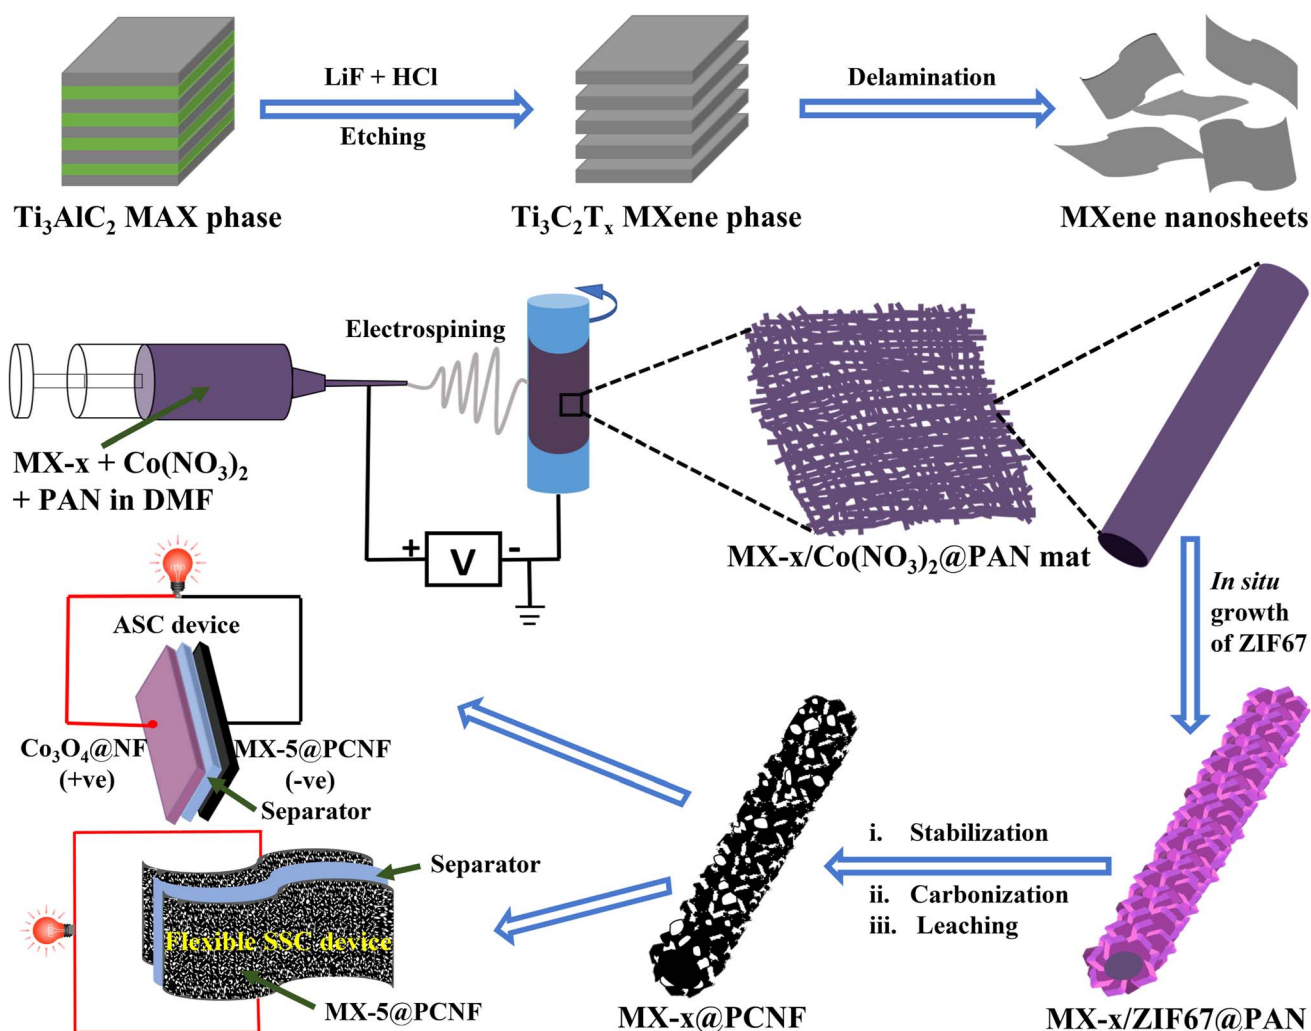 LiF + HCl
Etching
Delamination
Ti₃AlC₂ MAX phase
Ti₃C₂Tₓ MXene phase
MXene nanosheets
Electrospining
MX-x + Co(NO₃)₂
+ PAN in DMF
+
V
-
MX-x/Co(NO₃)₂@PAN mat
In situ
growth
of ZIF67
ASC device
Co₃O₄@NF
(+ve)
MX-5@PCNF
(-ve)
Separator
Separator
Flexible SSC device
MX-5@PCNF
MX-x@PCNF
i. Stabilization
ii. Carbonization
iii. Leaching
MX-x/ZIF67@PAN